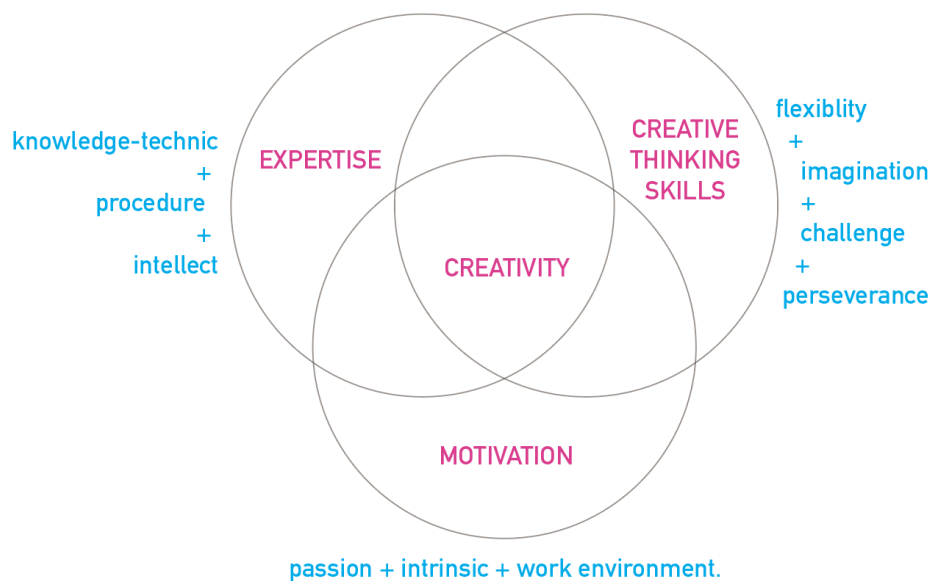 knowledge-technic
+
procedure
+
intellect
EXPERTISE
CREATIVE
THINKING
SKILLS
flexiblity
+
imagination
+
challenge
+
perseverance
CREATIVITY
MOTIVATION
passion + intrinsic + work environment.